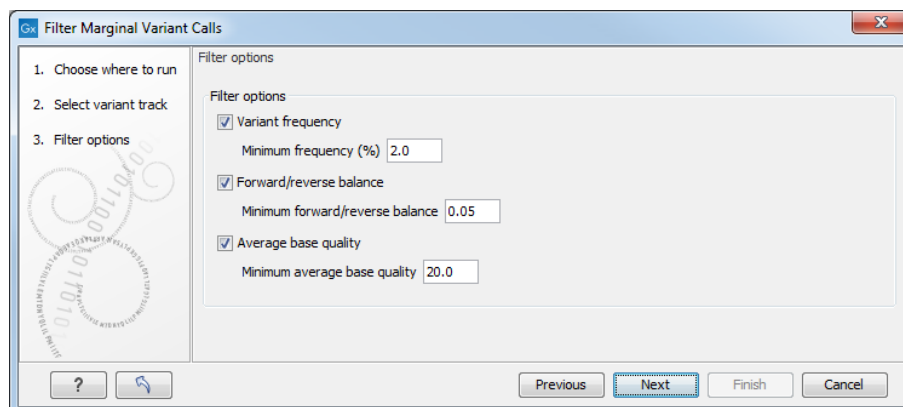 Gx Filter Marginal Variant Calls
X
1. Choose where to run
2. Select variant track
3. Filter options
Filter options
Filter options
Variant frequency
Minimum frequency (%) 2.0
Forward/reverse balance
Minimum forward/reverse balance 0.05
Average base quality
Minimum average base quality 20.0
?
Previous Next Finish Cancel